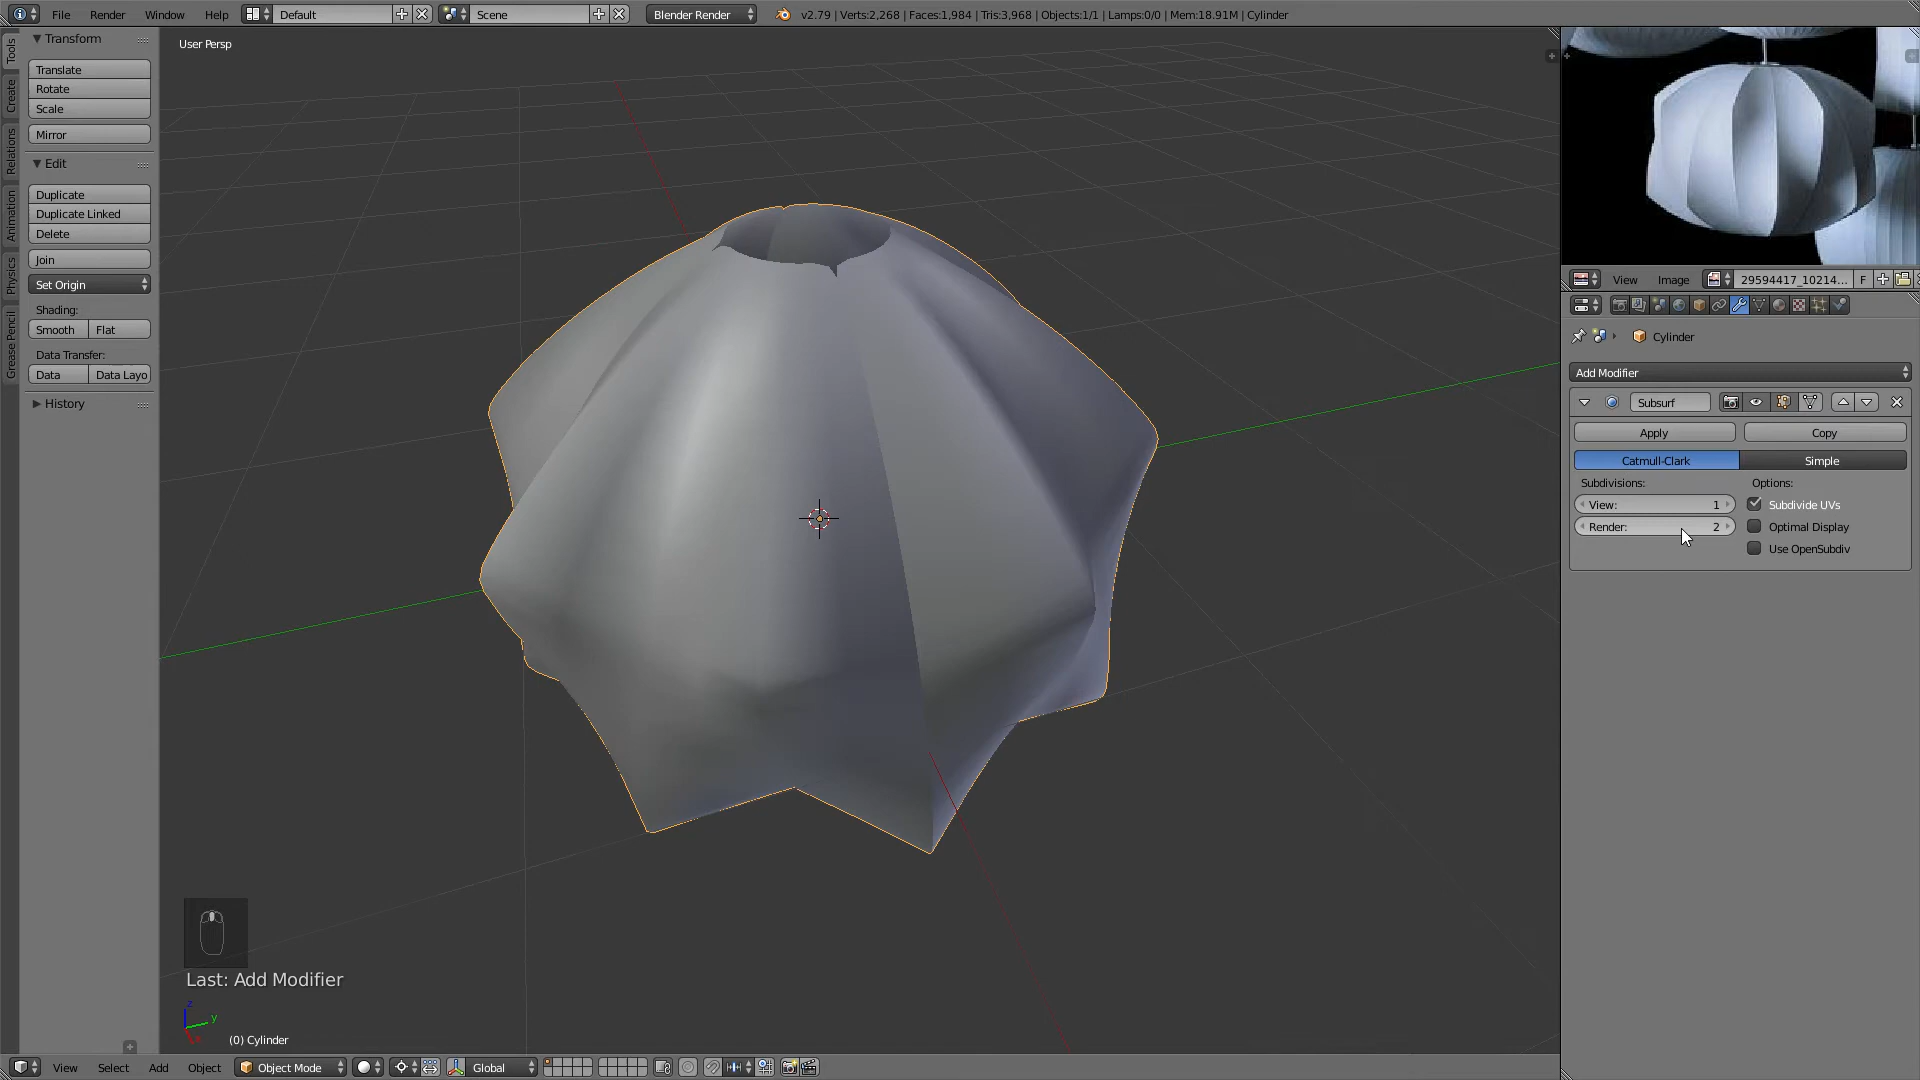 File Render Window Help Default Scene Blender Render v2.79 | Verts:2,268 | Faces:1,984 | Tris:3,968 | Objects:1/1 | Lamps:0/0 | Mem:18.91M | Cylinder
Tools
Create
Relations
Animation
Physics
Grease Pencil
Transform
Translate
Rotate
Scale
Mirror
Edit
Duplicate
Duplicate Linked
Delete
Join
Set Origin
Shading:
Smooth Flat
Data Transfer:
Data Data Layo
History
User Persp
Last: Add Modifier
z
y
x
(0) Cylinder
View Select Add Object Object Mode Global
View Image 29594417_10214... F
Cylinder
Add Modifier
Subsurf
Apply Copy
Catmull-Clark Simple
Subdivisions: Options:
View: 1 Subdivide UVs
Render: 2 Optimal Display
Use OpenSubdiv